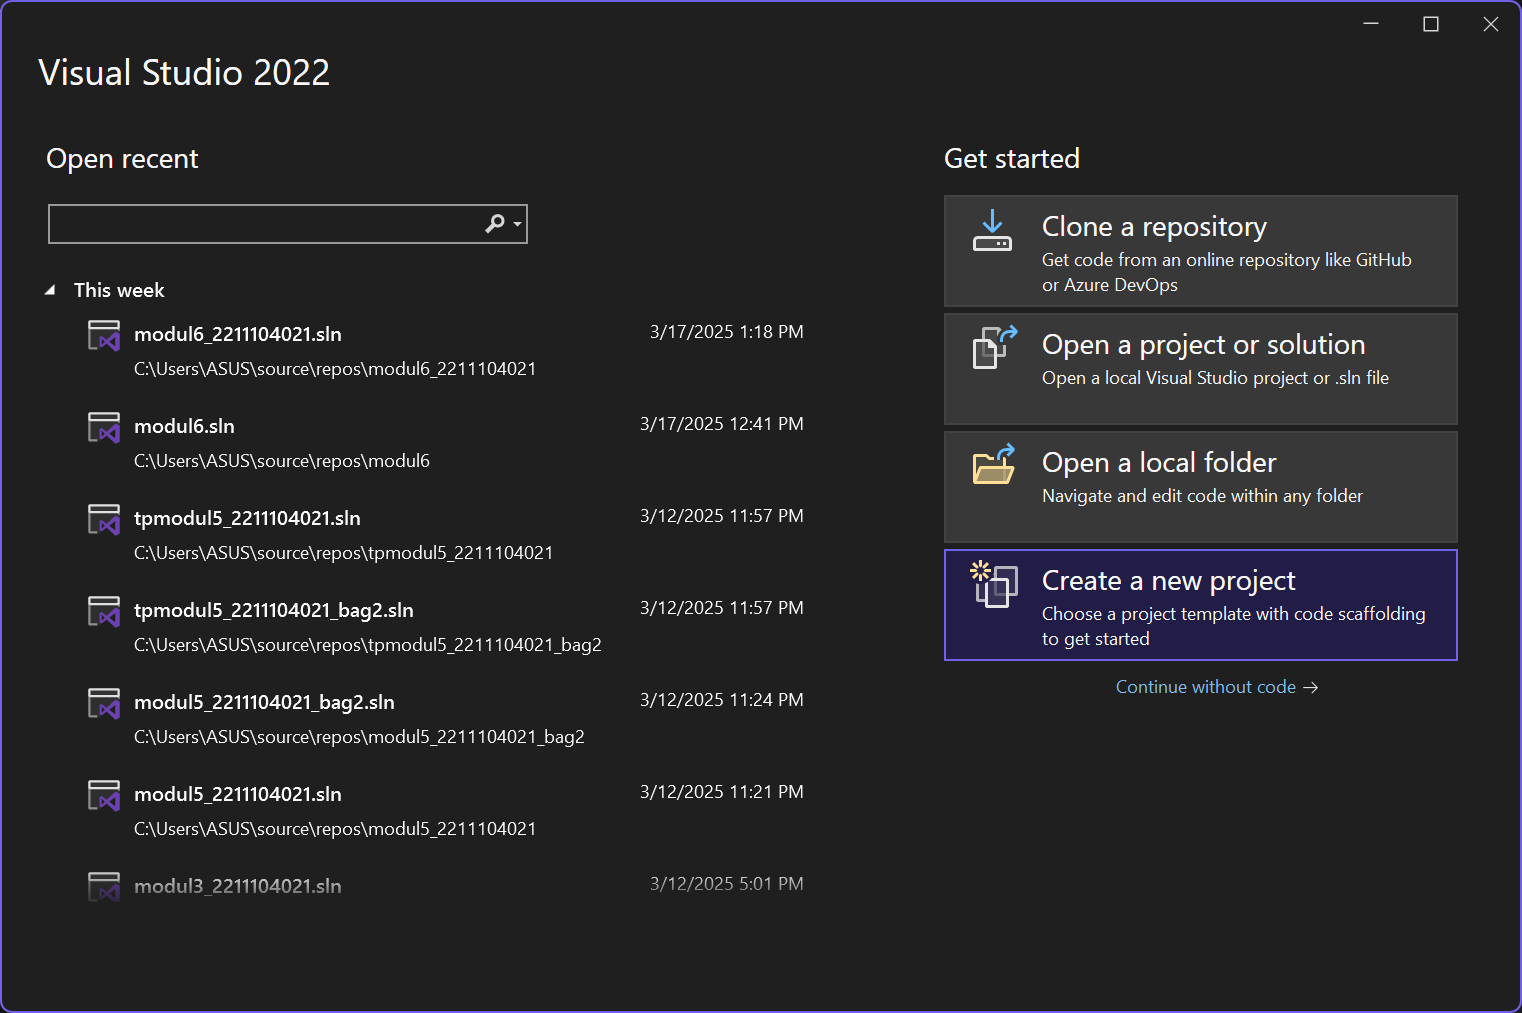 Visual Studio 2022
Open recent
This week
modul6_2211104021.sln
3/17/2025 1:18 PM
C:\Users\ASUS\source\repos\modul6_2211104021
modul6.sln
3/17/2025 12:41 PM
C:\Users\ASUS\source\repos\modul6
tpmodul5_2211104021.sln
3/12/2025 11:57 PM
C:\Users\ASUS\source\repos\tpmodul5_2211104021
tpmodul5_2211104021_bag2.sln
3/12/2025 11:57 PM
C:\Users\ASUS\source\repos\tpmodul5_2211104021_bag2
modul5_2211104021_bag2.sln
3/12/2025 11:24 PM
C:\Users\ASUS\source\repos\modul5_2211104021_bag2
modul5_2211104021.sln
3/12/2025 11:21 PM
C:\Users\ASUS\source\repos\modul5_2211104021
modul3_2211104021.sln
3/12/2025 5:01 PM
Get started
Clone a repository
Get code from an online repository like GitHub
or Azure DevOps
Open a project or solution
Open a local Visual Studio project or .sln file
Open a local folder
Navigate and edit code within any folder
Create a new project
Choose a project template with code scaffolding
to get started
Continue without code →